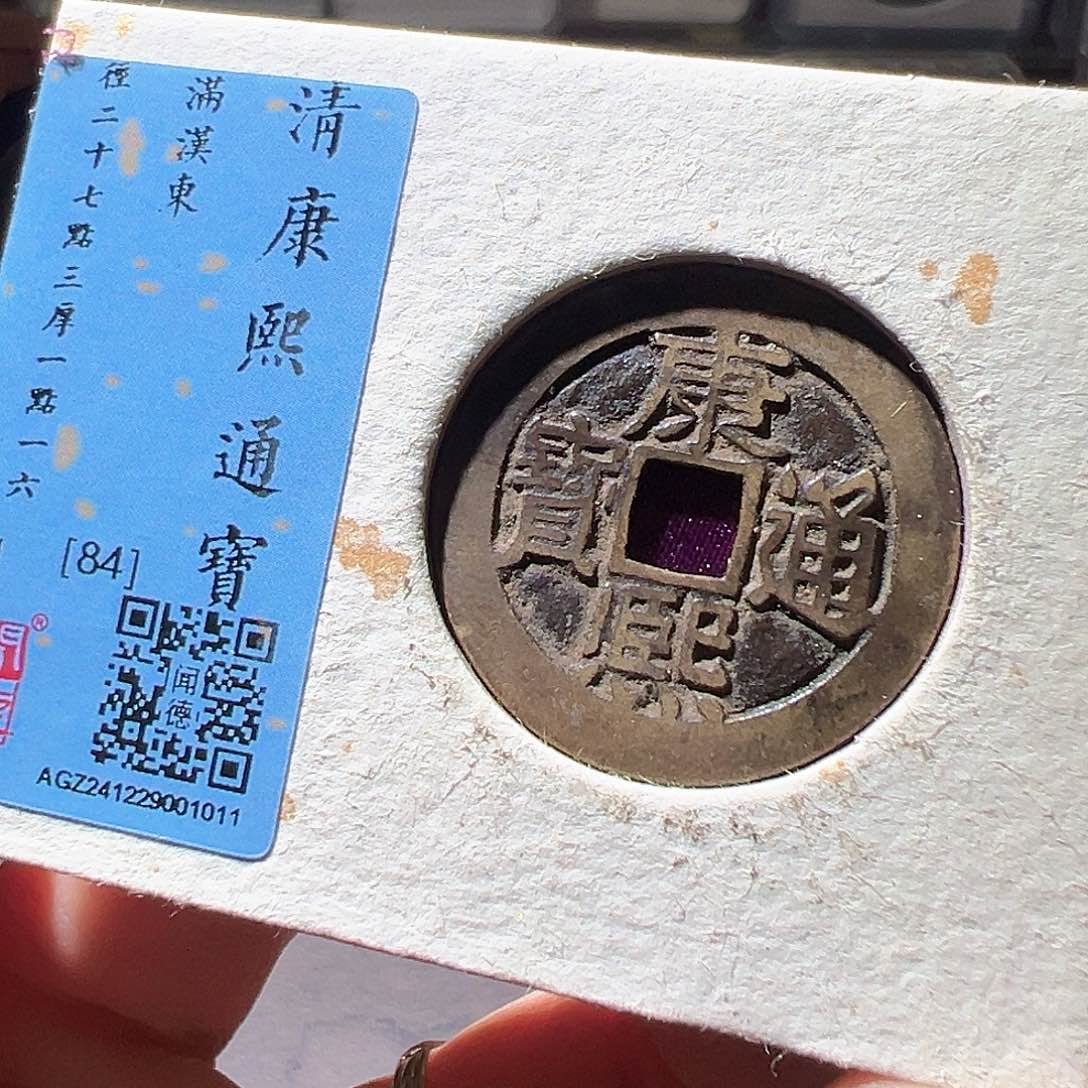 清康熙通寶
滿漢東
徑二十七點三厚一點一六
[84]
闻德
AGZ241229001011
®
康熙通寶